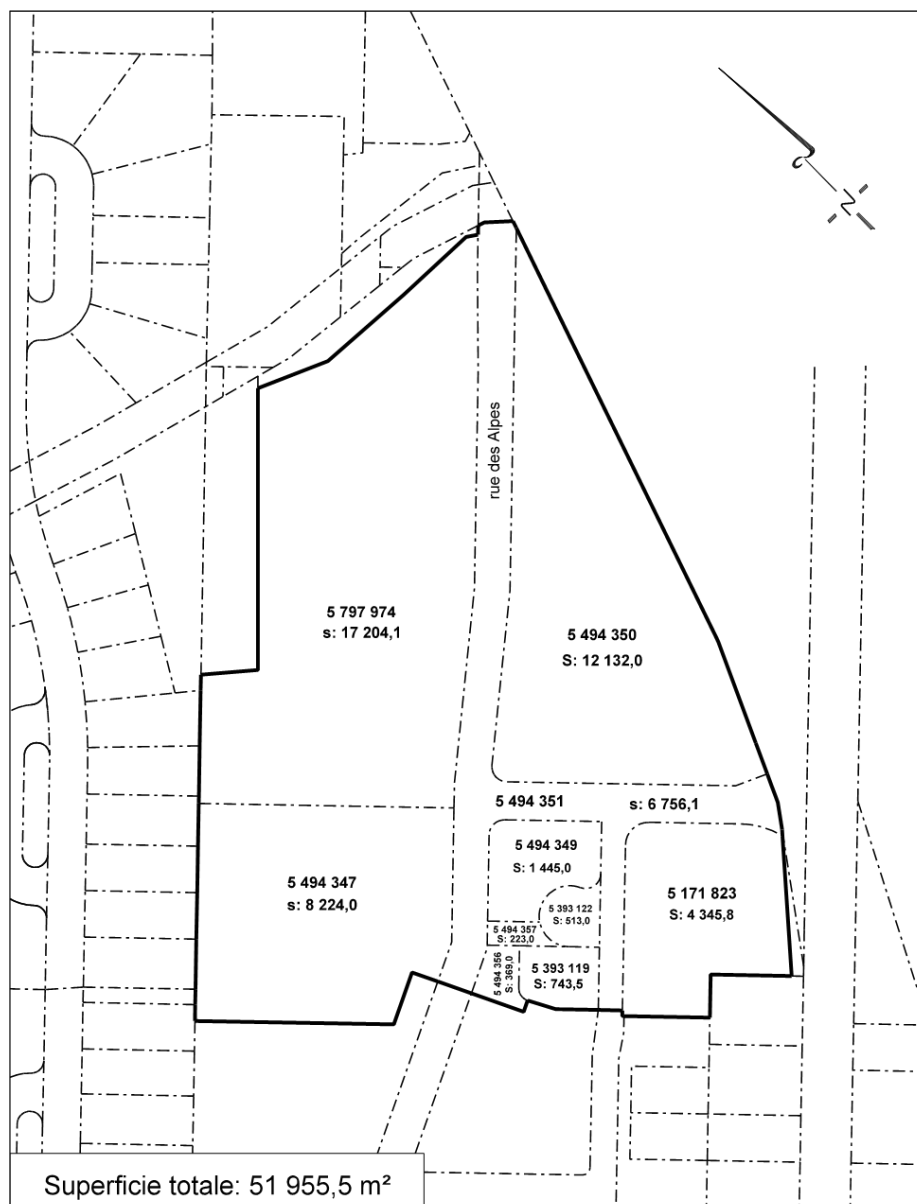 N
rue des Alpes
5 797 974
s: 17 204,1
5 494 350
S: 12 132,0
5 494 351
s: 6 756,1
5 494 349
S: 1 445,0
5 494 347
s: 8 224,0
5 393 122
S: 513,0
5 171 823
S: 4 345,8
5 494 357
S: 223,0
5 494 356
S: 369,0
5 393 119
S: 743,5
Superficie totale: 51 955,5 m²